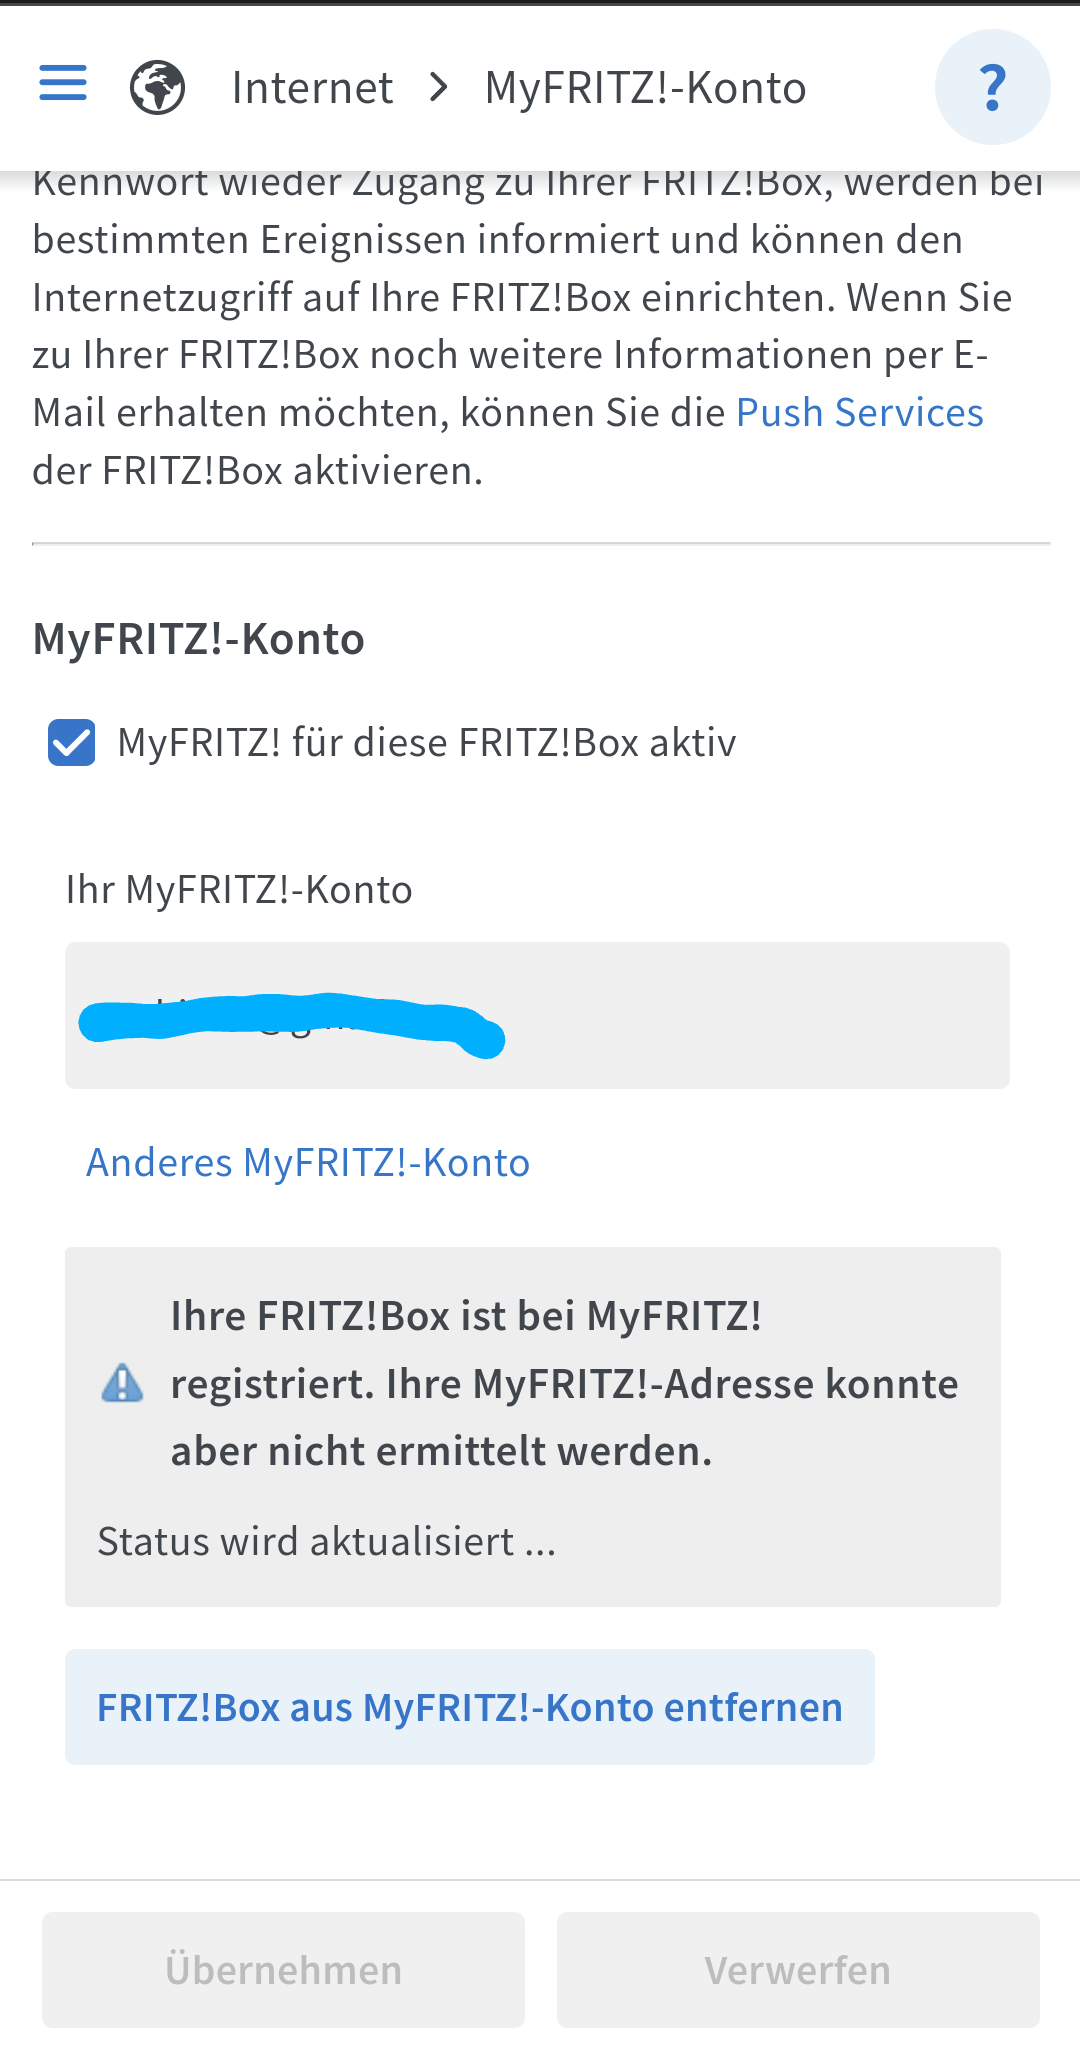 Internet > MyFRITZ!-Konto ?
Kennwort wieder Zugang zu Ihrer FRITZ!Box, werden bei
bestimmten Ereignissen informiert und können den
Internetzugriff auf Ihre FRITZ!Box einrichten. Wenn Sie
zu Ihrer FRITZ!Box noch weitere Informationen per E-
Mail erhalten möchten, können Sie die Push Services
der FRITZ!Box aktivieren.
MyFRITZ!-Konto
MyFRITZ! für diese FRITZ!Box aktiv
Ihr MyFRITZ!-Konto
Anderes MyFRITZ!-Konto
Ihre FRITZ!Box ist bei MyFRITZ!
registriert. Ihre MyFRITZ!-Adresse konnte
aber nicht ermittelt werden.
Status wird aktualisiert ...
FRITZ!Box aus MyFRITZ!-Konto entfernen
Übernehmen
Verwerfen